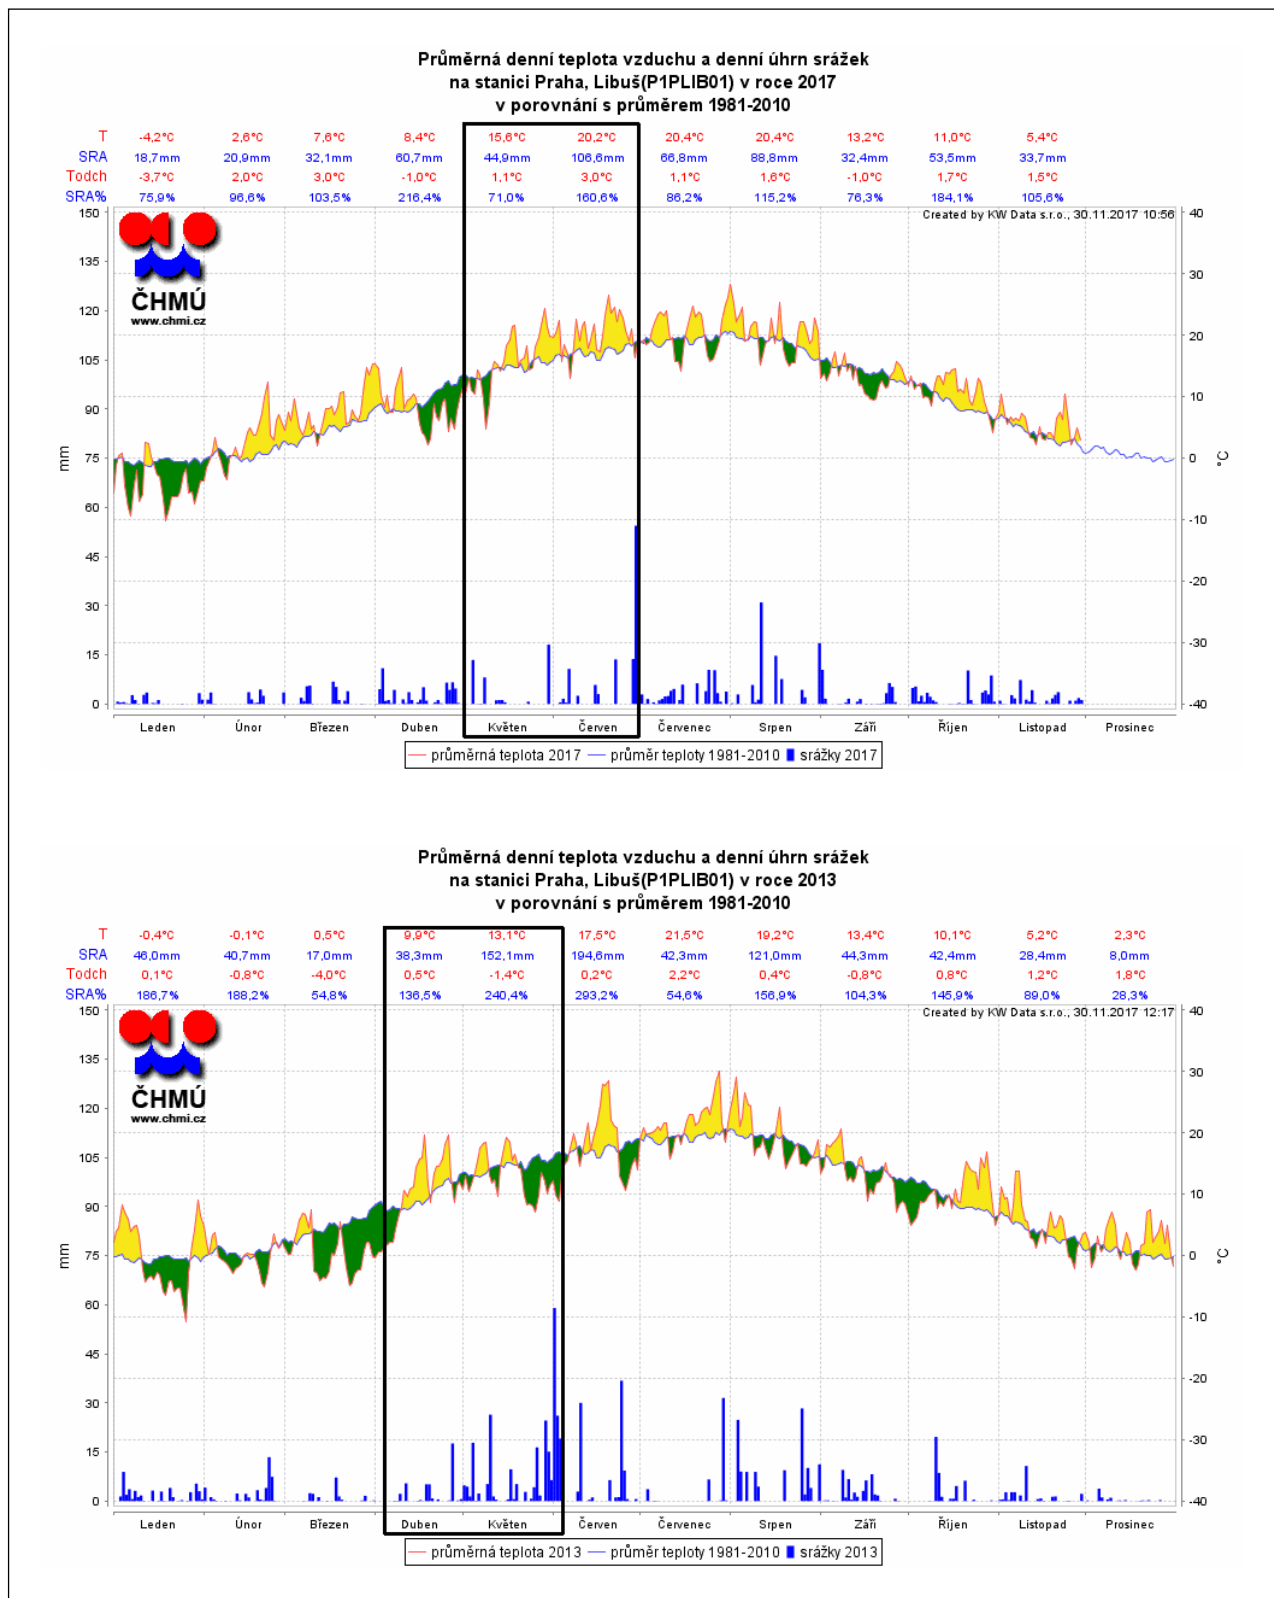 Průměrná denní teplota vzduchu a denní úhrn srážek
na stanici Praha, Libuš(P1PLIB01) v roce 2017
v porovnání s průměrem 1981-2010
T -4,2°C 2,6°C 7,6°C 8,4°C 15,6°C 20,2°C 20,4°C 20,4°C 13,2°C 11,0°C 5,4°C
SRA 18,7mm 20,9mm 32,1mm 60,7mm 44,9mm 106,6mm 66,8mm 88,8mm 32,4mm 53,5mm 33,7mm
Todch -3,7°C 2,0°C 3,0°C -1,0°C 1,1°C 3,0°C 1,1°C 1,6°C -1,0°C 1,7°C 1,5°C
SRA% 75,9% 96,6% 103,5% 216,4% 71,0% 160,6% 86,2% 115,2% 76,3% 184,1% 105,6%
150 Created by KW Data s.r.o., 30.11.2017 10:56 40
135 30
ČHMÚ
www.chmi.cz
120 20
105
90 10
75 0
mm °C
60 -10
45 -20
30 -30
15
0 -40
Leden Únor Březen Duben Květen Červen Červenec Srpen Září Říjen Listopad Prosinec
průměrná teplota 2017 průměr teploty 1981-2010 srážky 2017
Průměrná denní teplota vzduchu a denní úhrn srážek
na stanici Praha, Libuš(P1PLIB01) v roce 2013
v porovnání s průměrem 1981-2010
T -0,4°C -0,1°C 0,5°C 9,9°C 13,1°C 17,5°C 21,5°C 19,2°C 13,4°C 10,1°C 5,2°C 2,3°C
SRA 46,0mm 40,7mm 17,0mm 38,3mm 152,1mm 194,6mm 42,3mm 121,0mm 44,3mm 42,4mm 28,4mm 8,0mm
Todch 0,1°C -0,8°C -4,0°C 0,5°C -1,4°C 0,2°C 2,2°C 0,4°C -0,8°C 0,8°C 1,2°C 1,8°C
SRA% 186,7% 188,2% 54,8% 136,5% 240,4% 293,2% 54,6% 156,9% 104,3% 145,9% 89,0% 28,3%
150 Created by KW Data s.r.o., 30.11.2017 12:17 40
135 30
ČHMÚ
www.chmi.cz
120 20
105
90 10
75 0
mm °C
60 -10
45 -20
30 -30
15
0 -40
Leden Únor Březen Duben Květen Červen Červenec Srpen Září Říjen Listopad Prosinec
průměrná teplota 2013 průměr teploty 1981-2010 srážky 2013